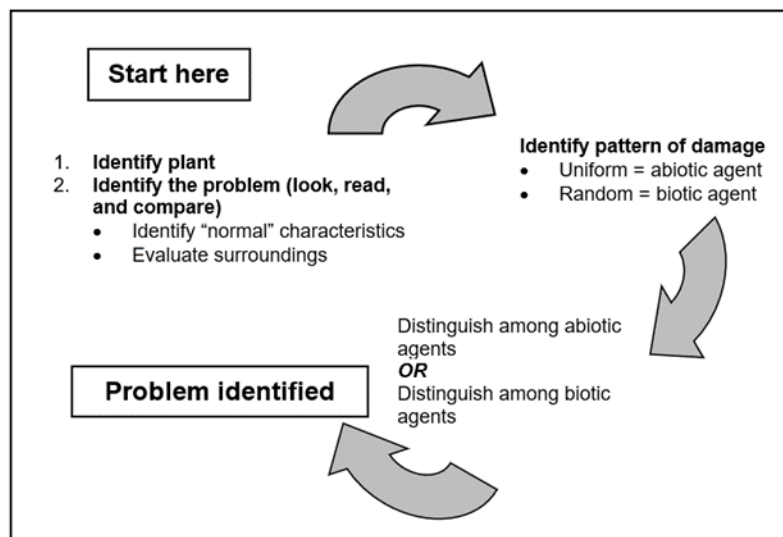 Start here
1. Identify plant
2. Identify the problem (look, read,
and compare)
• Identify “normal” characteristics
• Evaluate surroundings
Identify pattern of damage
• Uniform = abiotic agent
• Random = biotic agent
Distinguish among abiotic
agents
OR
Distinguish among biotic
agents
Problem identified